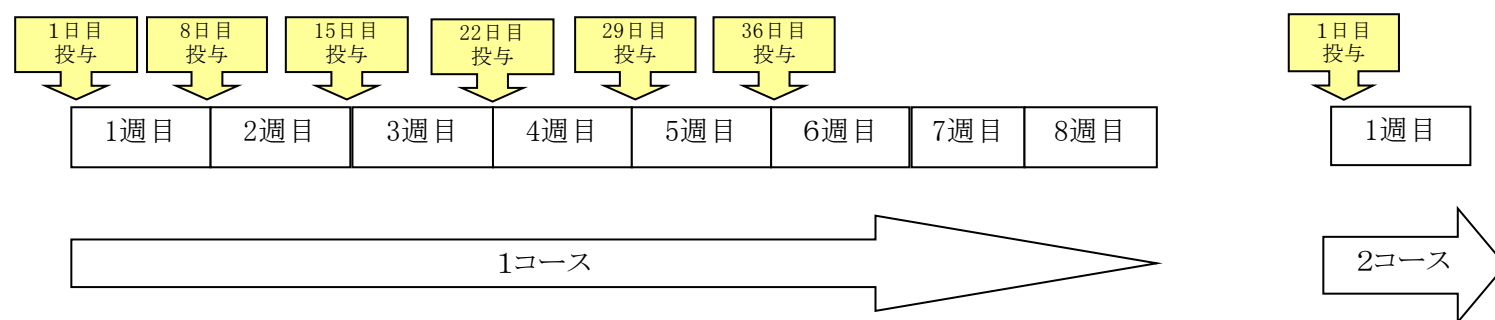 1日目
投与
8日目
投与
15日目
投与
22日目
投与
29日目
投与
36日目
投与
1日目
投与
1週目
2週目
3週目
4週目
5週目
6週目
7週目
8週目
1週目
1コース
2コース